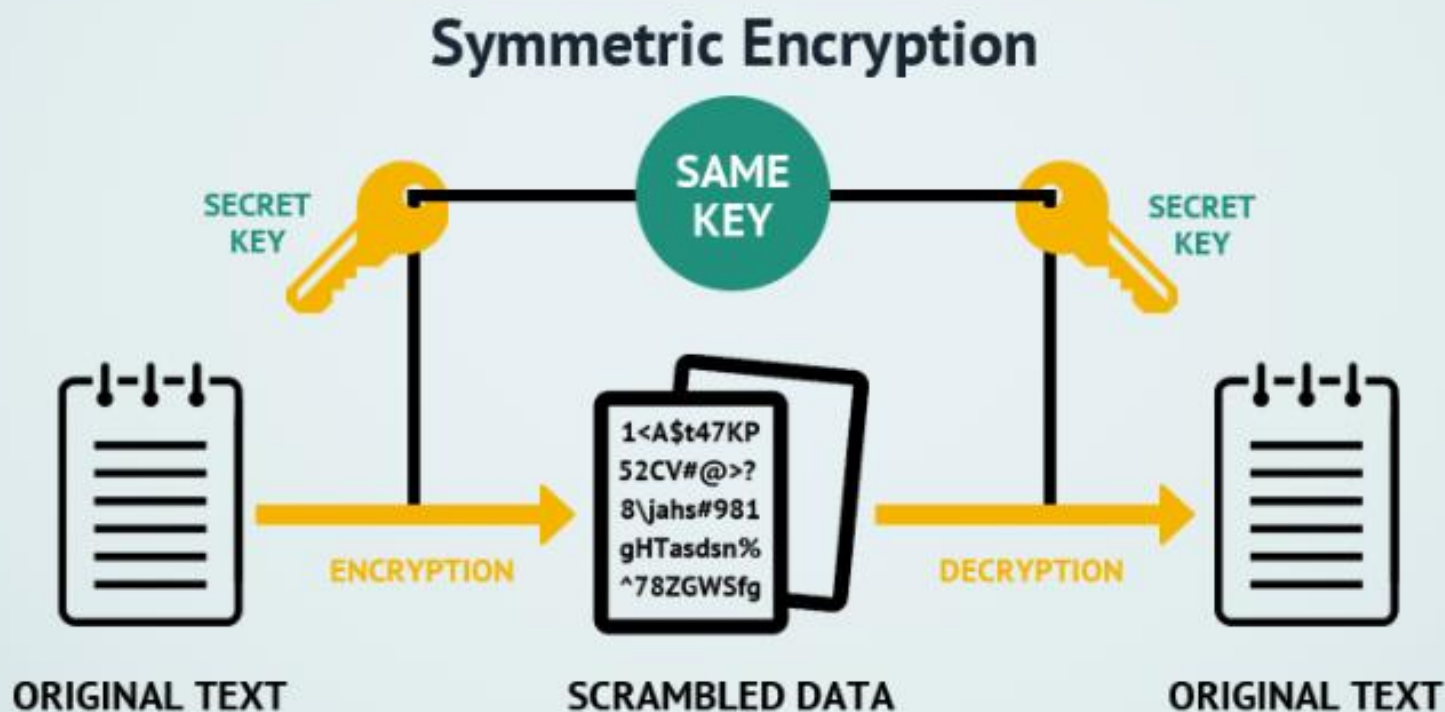 Symmetric Encryption
SAME
KEY
SECRET
KEY
SECRET
KEY
1<A$t47KP
52CV#@>?
8\jahs#981
gHTasdsn%
^78ZGWSfg
ENCRYPTION
DECRYPTION
ORIGINAL TEXT
SCRAMBLED DATA
ORIGINAL TEXT